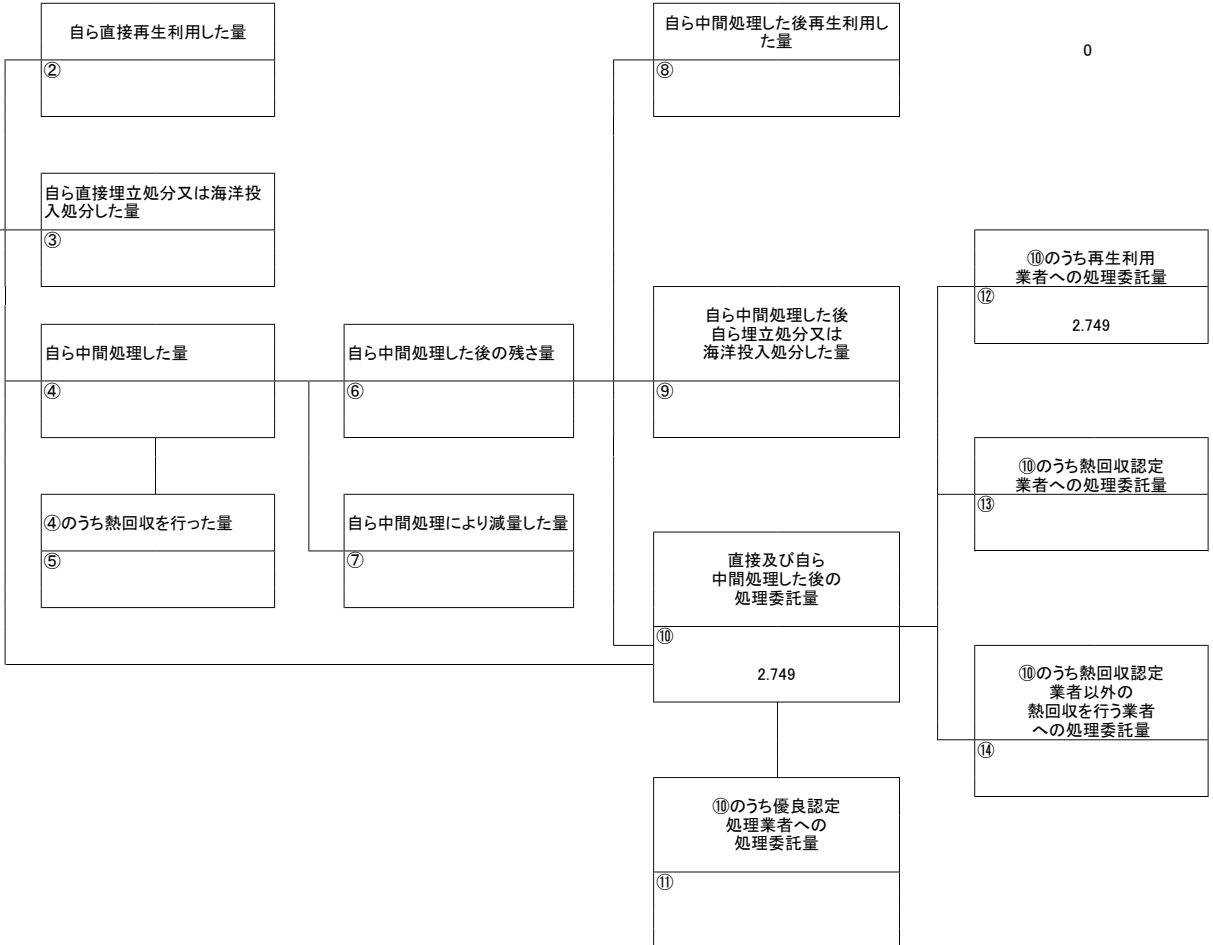 自ら直接再生利用した量
②
自ら中間処理した後再生利用し
た量
⑧
0
自ら直接埋立処分又は海洋投
入処分した量
③
⑩のうち再生利用
業者への処理委託量
⑫
2.749
自ら中間処理した量
④
自ら中間処理した後の残さ量
⑥
自ら中間処理した後
自ら埋立処分又は
海洋投入処分した量
⑨
⑩のうち熱回収認定
業者への処理委託量
⑬
④のうち熱回収を行った量
⑤
自ら中間処理により減量した量
⑦
直接及び自ら
中間処理した後の
処理委託量
⑩
2.749
⑩のうち熱回収認定
業者以外の
熱回収を行う業者
への処理委託量
⑭
⑩のうち優良認定
処理業者への
処理委託量
⑪